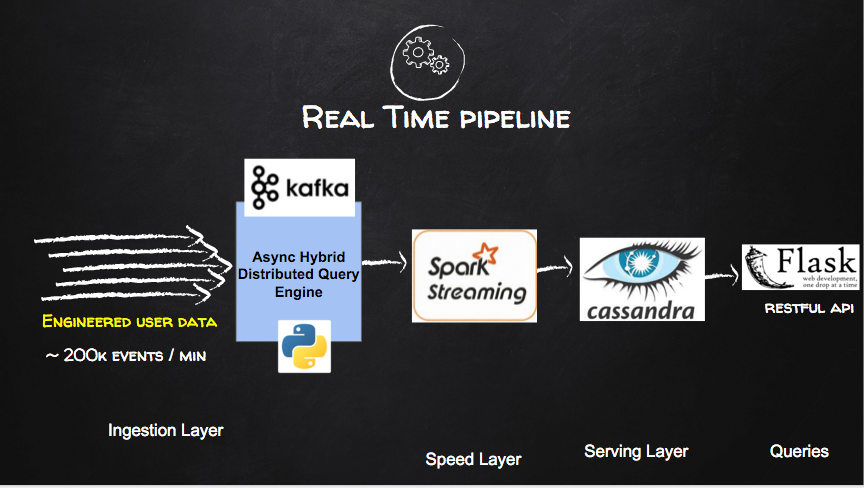 Real Time pipeline
kafka
Async Hybrid
Distributed Query
Engine
Spark
Streaming
cassandra
Flask
web development,
one drop at a time
restful api
Engineered user data
~ 200k events / min
Ingestion Layer
Speed Layer
Serving Layer
Queries